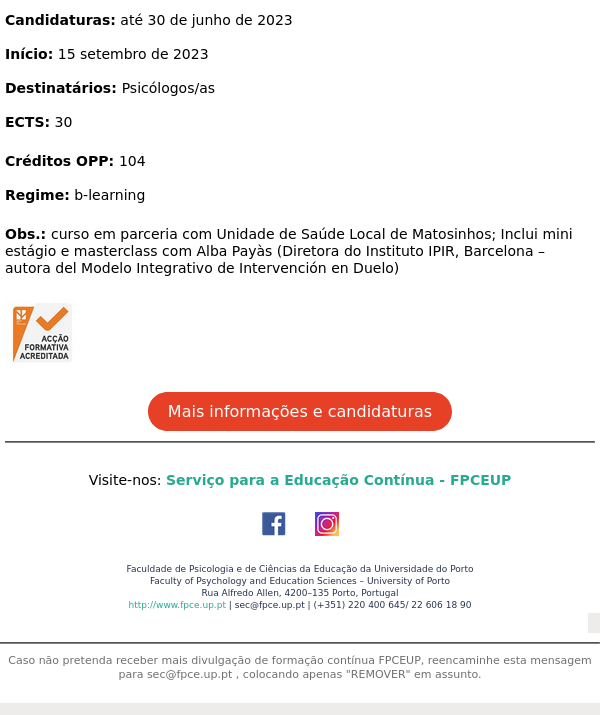 Candidaturas: até 30 de junho de 2023
Início: 15 setembro de 2023
Destinatários: Psicólogos/as
ECTS: 30
Créditos OPP: 104
Regime: b-learning
Obs.: curso em parceria com Unidade de Saúde Local de Matosinhos; Inclui mini
estágio e masterclass com Alba Payàs (Diretora do Instituto IPIR, Barcelona –
autora del Modelo Integrativo de Intervención en Duelo)
ACÇÃO
FORMATIVA
ACREDITADA
Mais informações e candidaturas
Visite-nos: Serviço para a Educação Contínua - FPCEUP
Faculdade de Psicologia e de Ciências da Educação da Universidade do Porto
Faculty of Psychology and Education Sciences – University of Porto
Rua Alfredo Allen, 4200–135 Porto, Portugal
http://www.fpce.up.pt | sec@fpce.up.pt | (+351) 220 400 645/ 22 606 18 90
Caso não pretenda receber mais divulgação de formação contínua FPCEUP, reencaminhe esta mensagem
para sec@fpce.up.pt , colocando apenas "REMOVER" em assunto.